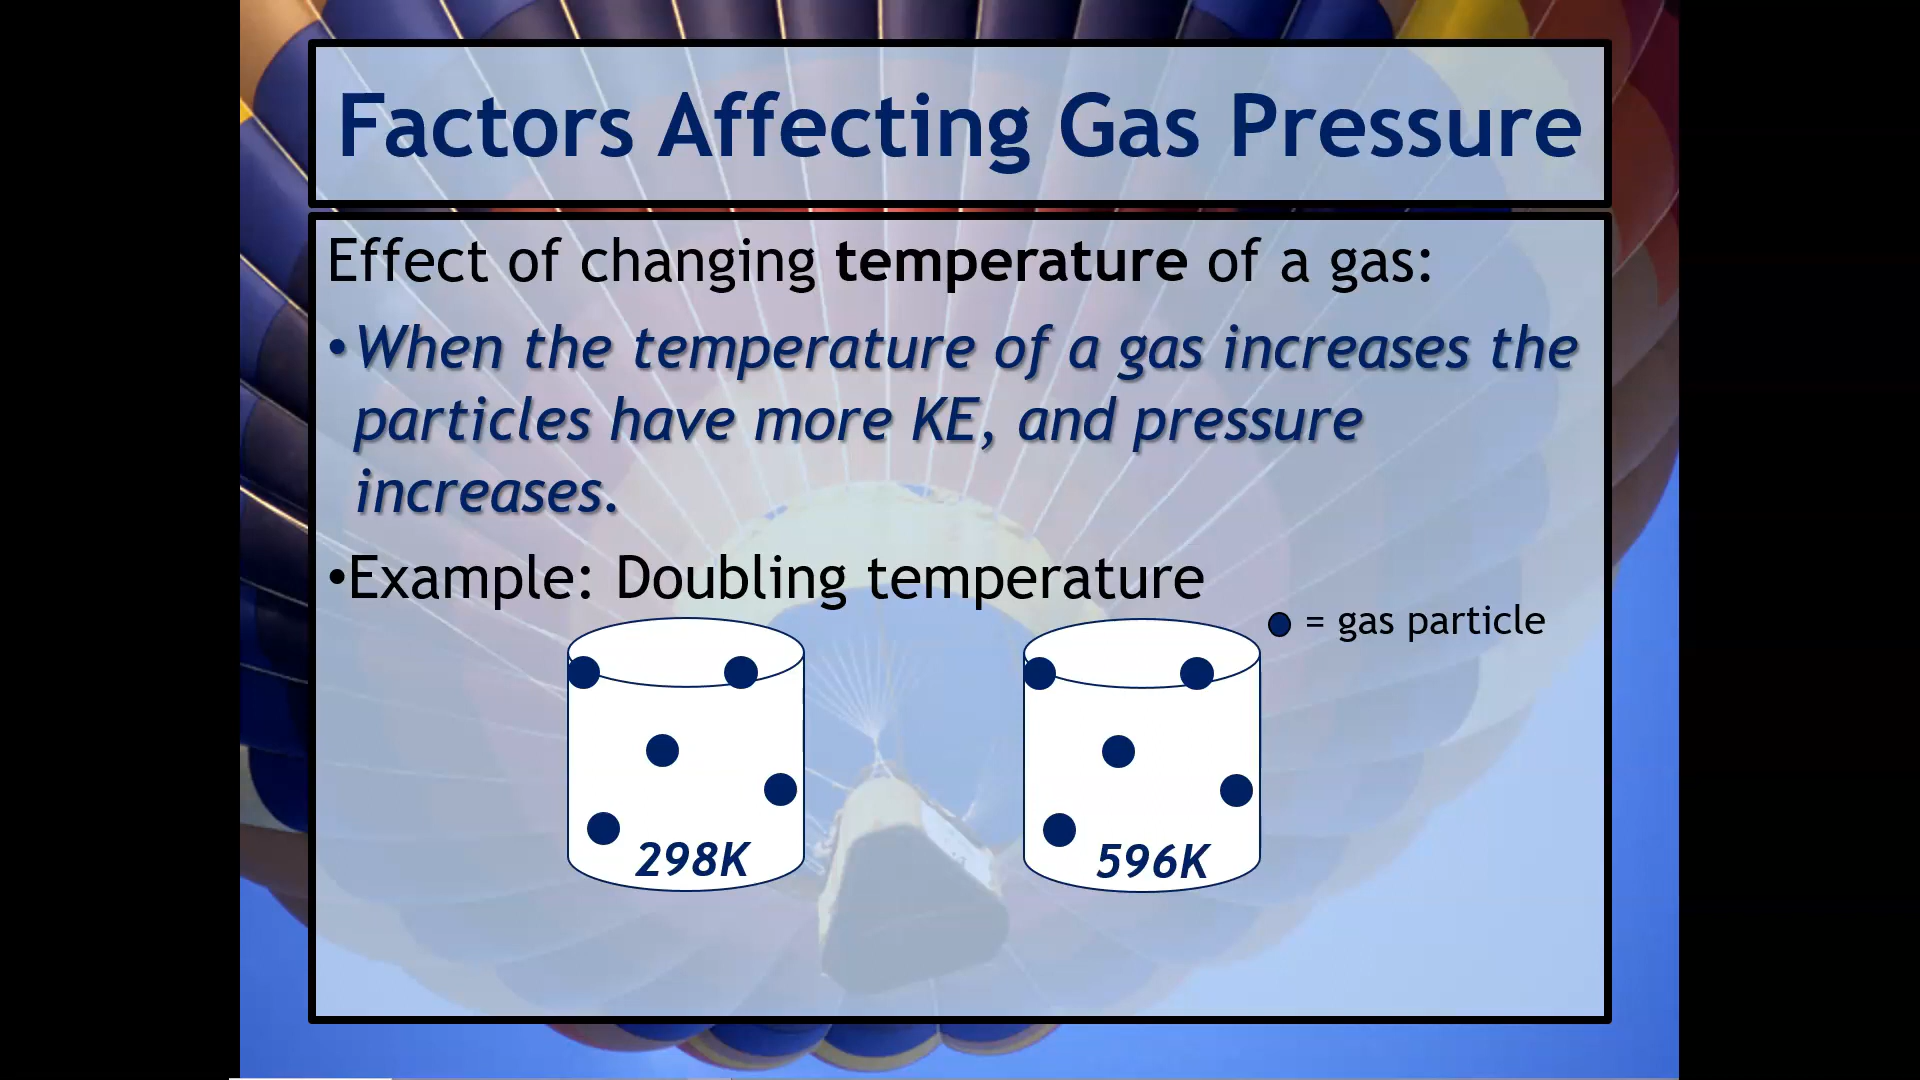 Factors Affecting Gas Pressure
Effect of changing temperature of a gas:
•When the temperature of a gas increases the
particles have more KE, and pressure
increases.
•Example: Doubling temperature
= gas particle
298K
596K